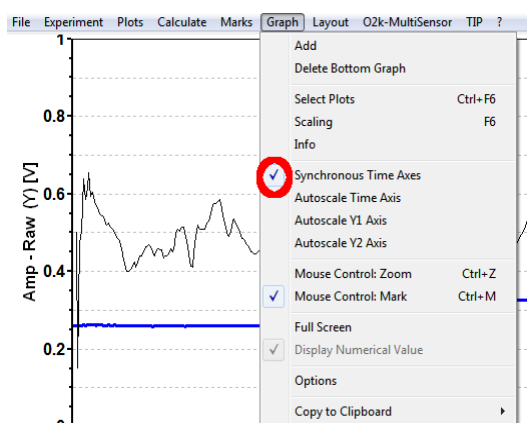 File Experiment Plots Calculate Marks Graph Layout O2k-MultiSensor TIP ?
Add
Delete Bottom Graph
Select Plots Ctrl+F6
Scaling F6
Info
Synchronous Time Axes
Autoscale Time Axis
Autoscale Y1 Axis
Autoscale Y2 Axis
Mouse Control: Zoom Ctrl+Z
Mouse Control: Mark Ctrl+M
Full Screen
Display Numerical Value
Options
Copy to Clipboard
Amp - Raw (Y) [V]
1
0.8
0.6
0.4
0.2